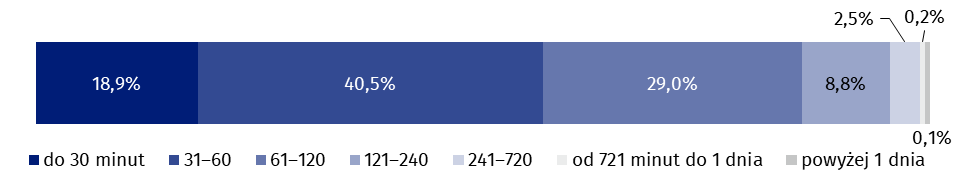 2,5% 0,2%
18,9% 40,5% 29,0% 8,8%
0,1%
do 30 minut 31–60 61–120 121–240 241–720 od 721 minut do 1 dnia powyżej 1 dnia